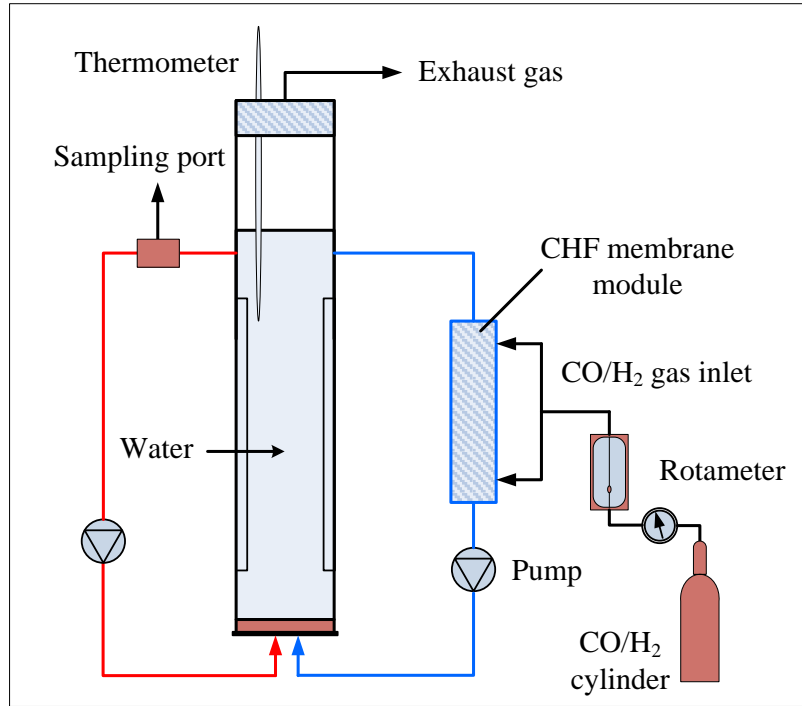 Thermometer
Exhaust gas
Sampling port
CHF membrane
module
CO/H₂ gas inlet
Water
Rotameter
Pump
CO/H₂
cylinder